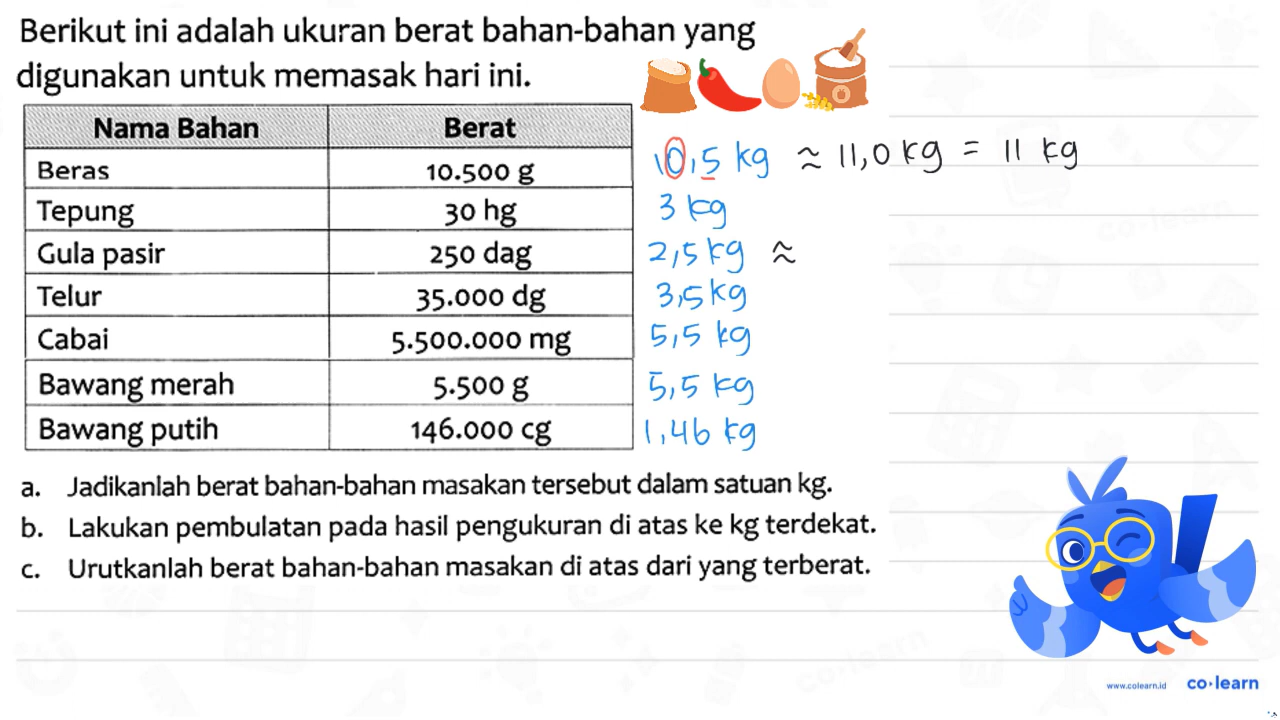 Berikut ini adalah ukuran berat bahan-bahan yang
digunakan untuk memasak hari ini.
Nama Bahan Berat
Beras 10.500 g 10,5 kg ≈ 11,0 kg = 11 kg
Tepung 30 hg 3 kg
Gula pasir 250 dag 2,5 kg ≈
Telur 35.000 dg 3,5 kg
Cabai 5.500.000 mg 5,5 kg
Bawang merah 5.500 g 5,5 kg
Bawang putih 146.000 cg 1,46 kg
a. Jadikanlah berat bahan-bahan masakan tersebut dalam satuan kg.
b. Lakukan pembulatan pada hasil pengukuran di atas ke kg terdekat.
c. Urutkanlah berat bahan-bahan masakan di atas dari yang terberat.
www.colearn.id co·learn